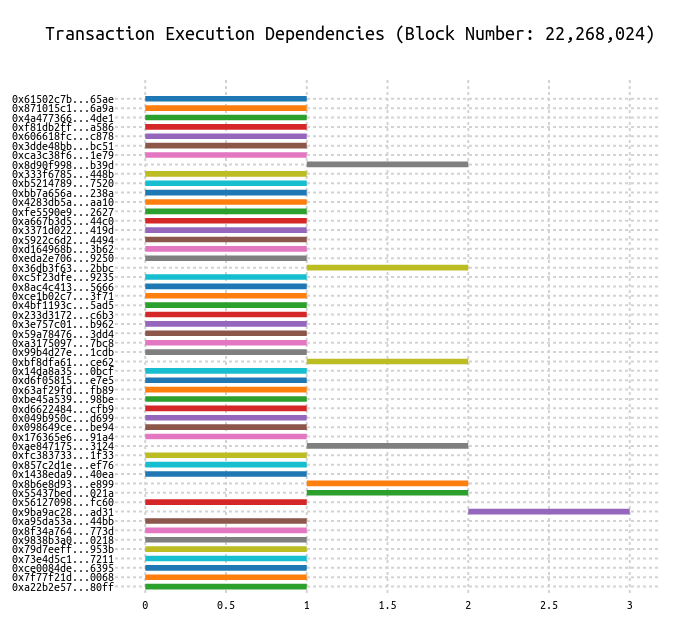 Transaction Execution Dependencies (Block Number: 22,268,024)
0x61502c7b...65ae
0x871015c1...6a9a
0x4a477366...4de1
0xf81db2ff...a586
0x606618fc...c878
0x3dde48bb...bc51
0xca3c38f6...1e79
0x8d90f998...b39d
0x333f6785...448b
0xb5214789...7520
0xbb7a656a...238a
0x4283db5a...aa10
0xfe5590e9...2627
0xa667b3d5...44c0
0x3371d022...419d
0x5922c6d2...4494
0xd164968b...3b62
0xeda2e706...9250
0x36db3f63...2bbc
0xc5f23dfe...9235
0x8ac4c413...5666
0xce1b02c7...3f71
0x4bf1193c...5ad5
0x233d3172...c6b3
0x3e757c01...b962
0x59a78476...3dd4
0xa3175097...7bc8
0x99b4d27e...1cdb
0xbf8dfa61...ce62
0x14da8a35...0bcf
0xd6f05815...e7e5
0x63af29fd...fb89
0xbe45a539...98be
0xd6622484...cfb9
0x049b950c...d699
0x098649ce...be94
0x176365e6...91a4
0xae847175...3124
0xfc383733...1f33
0x857c2d1e...ef76
0x1438eda9...40ea
0x8b6e8d93...e899
0x55437bed...021a
0x56127098...fc60
0x9ba9ac28...ad31
0xa95da53a...44bb
0x8f34a764...773d
0x9838b3a0...0218
0x79d7eeff...953b
0x73e4d5c1...7211
0xce0084de...6395
0x7f77f21d...0068
0xa22b2e57...80ff
0 0.5 1 1.5 2 2.5 3